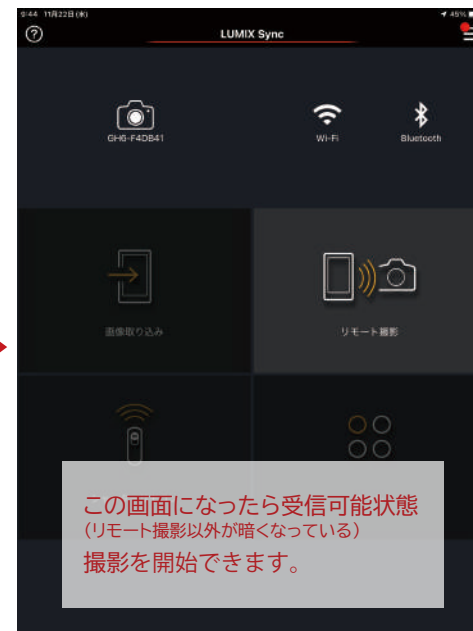 9:44 11月22日(水)
45%
LUMIX Sync
GH6-F4DB41
Wi-Fi
Bluetooth
画像取り込み
リモート撮影
この画面になったら受信可能状態
(リモート撮影以外が暗くなっている)
撮影を開始できます。